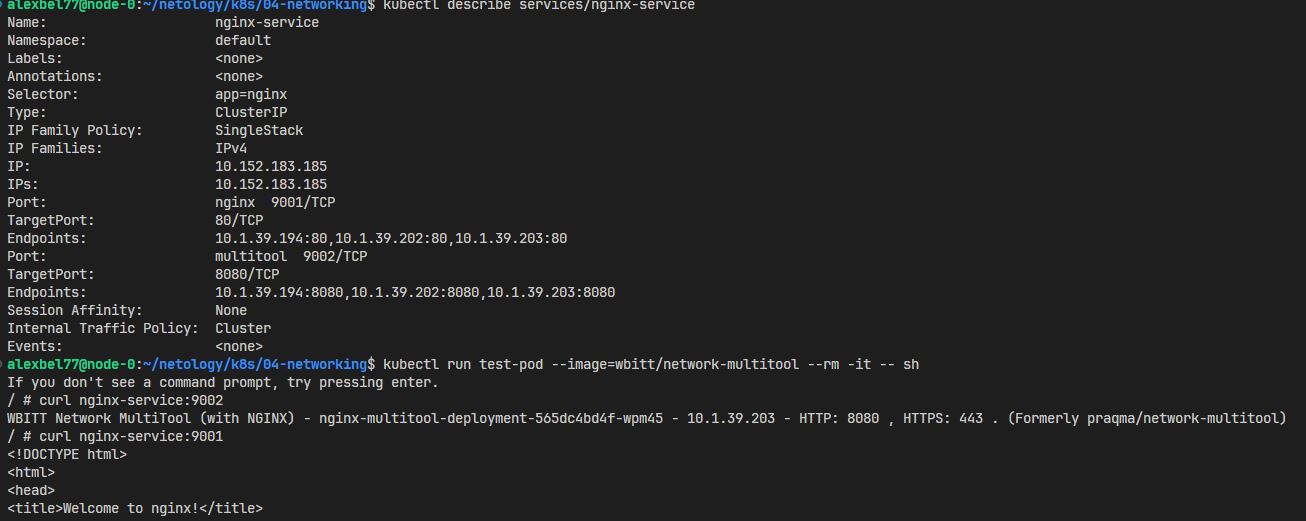 alexbel77@node-0:~/netology/k8s/04-networking$ kubectl describe services/nginx-service
Name:                     nginx-service
Namespace:                default
Labels:                   <none>
Annotations:              <none>
Selector:                 app=nginx
Type:                     ClusterIP
IP Family Policy:         SingleStack
IP Families:              IPv4
IP:                       10.152.183.185
IPs:                      10.152.183.185
Port:                     nginx  9001/TCP
TargetPort:               80/TCP
Endpoints:                10.1.39.194:80,10.1.39.202:80,10.1.39.203:80
Port:                     multitool  9002/TCP
TargetPort:               8080/TCP
Endpoints:                10.1.39.194:8080,10.1.39.202:8080,10.1.39.203:8080
Session Affinity:         None
Internal Traffic Policy:  Cluster
Events:                   <none>
alexbel77@node-0:~/netology/k8s/04-networking$ kubectl run test-pod --image=wbitt/network-multitool --rm -it -- sh
If you don't see a command prompt, try pressing enter.
/ # curl nginx-service:9002
WBITT Network MultiTool (with NGINX) - nginx-multitool-deployment-565dc4bd4f-wpm45 - 10.1.39.203 - HTTP: 8080 , HTTPS: 443 . (Formerly praqma/network-multitool)
/ # curl nginx-service:9001
<!DOCTYPE html>
<html>
<head>
<title>Welcome to nginx!</title>